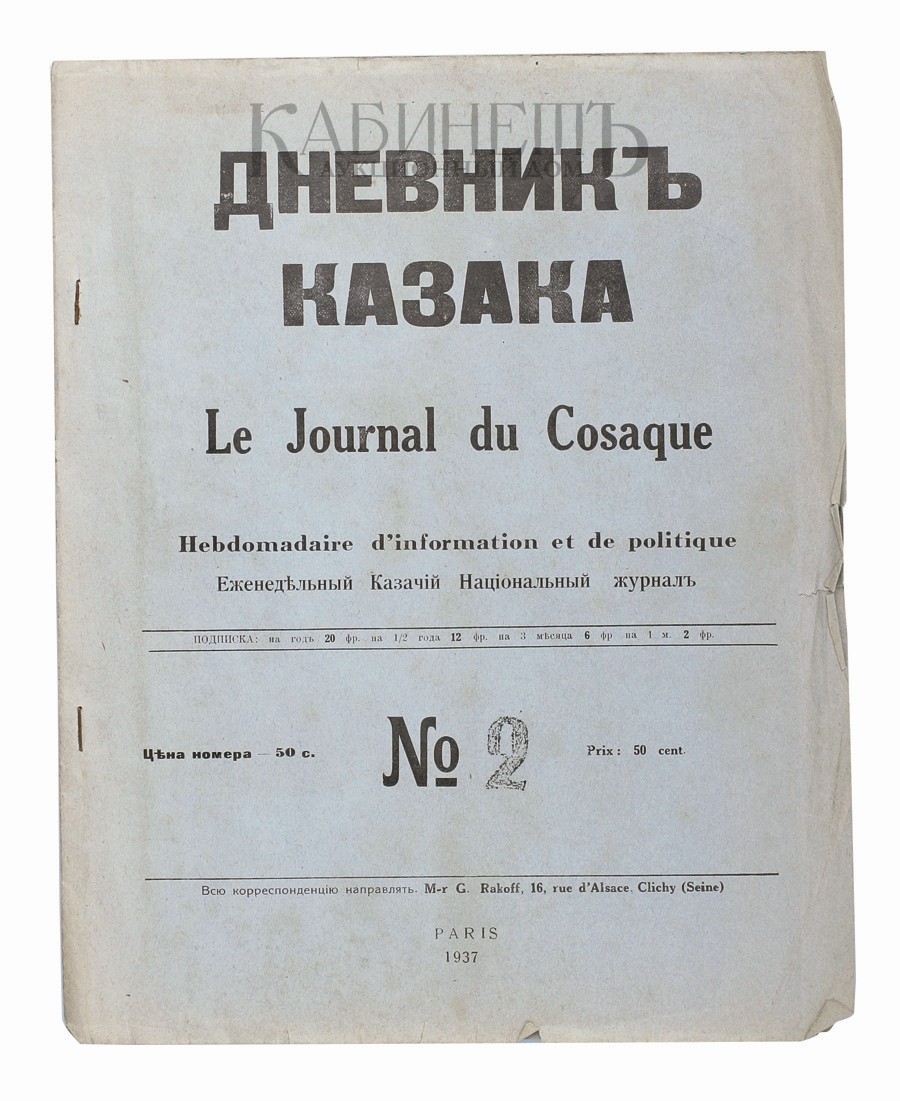 КАБИНЕТЪ
АУКЦИОННЫЙ ДОМ
ДНЕВНИКЪ
КАЗАКА
Le Journal du Cosaque
Hebdomadaire d'information et de politique
Еженедѣльный Казачій Національный журналъ
ПОДПИСКА: на годъ 20 фр. на 1/2 года 12 фр. на 3 мѣсяца 6 фр на 1 м. 2 фр.
Цѣна номера — 50 с. № 2 Prix : 50 cent.
Всю корреспонденцію направлять. M-r G. Rakoff, 16, rue d'Alsace. Clichy (Seine)
PARIS
1937